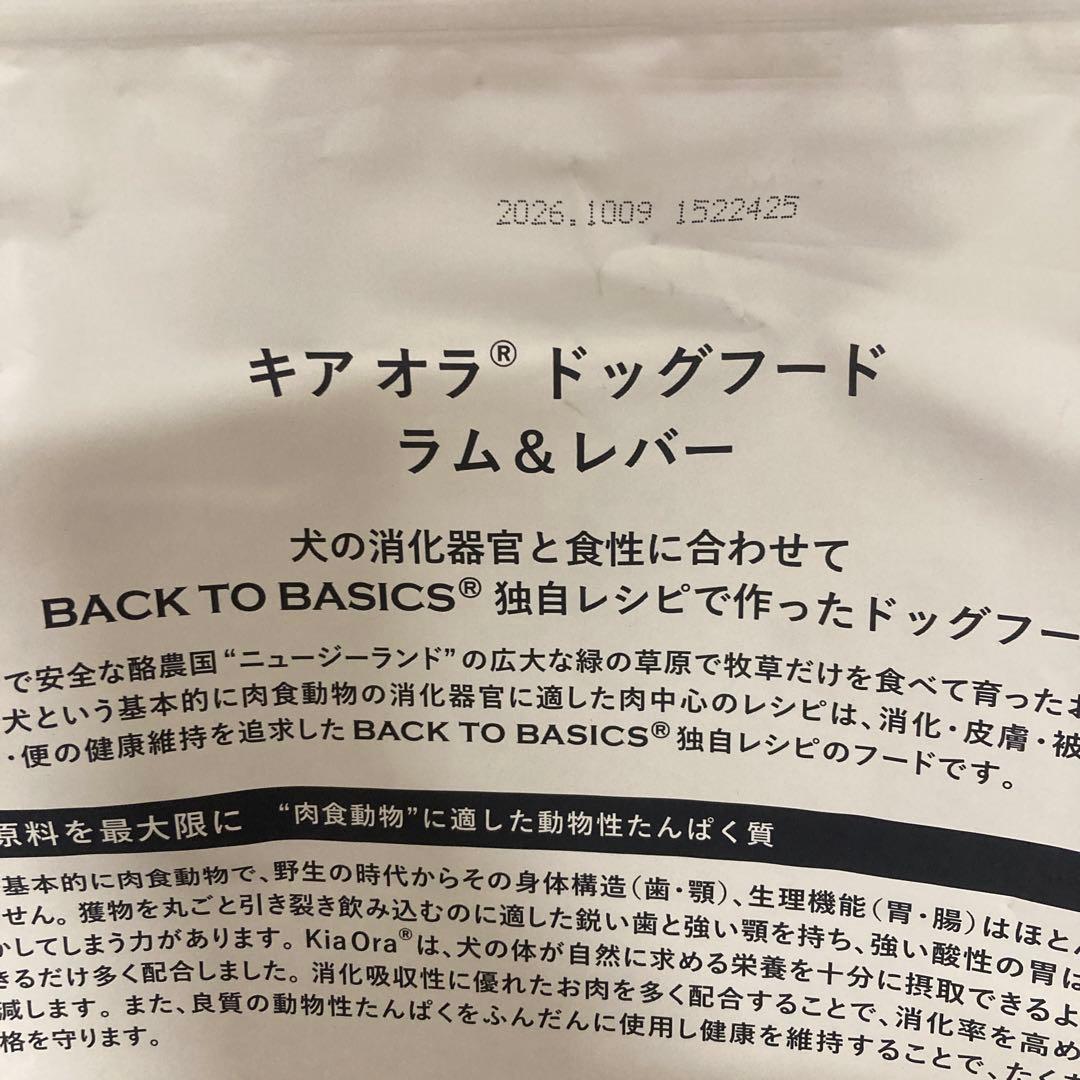 2026.1009 1522425
キア オラ® ドッグフード
ラム&レバー
犬の消化器官と食性に合わせて
BACK TO BASICS® 独自レシピで作ったドッグフー
で安全な酪農国“ニュージーランド”の広大な緑の草原で牧草だけを食べて育ったお
犬という基本的に肉食動物の消化器官に適した肉中心のレシピは、消化・皮膚・被
・便の健康維持を追求したBACK TO BASICS®独自レシピのフードです。
原料を最大限に “肉食動物”に適した動物性たんぱく質
基本的に肉食動物で、野生の時代からその身体構造(歯・顎)、生理機能(胃・腸)はほとん
せん。獲物を丸ごと引き裂き飲み込むのに適した鋭い歯と強い顎を持ち、強い酸性の胃は
かしてしまう力があります。KiaOra®は、犬の体が自然に求める栄養を十分に摂取できるよ
きるだけ多く配合しました。消化吸収性に優れたお肉を多く配合することで、消化率を高め
減します。また、良質の動物性たんぱくをふんだんに使用し健康を維持することで、たく
格を守ります。